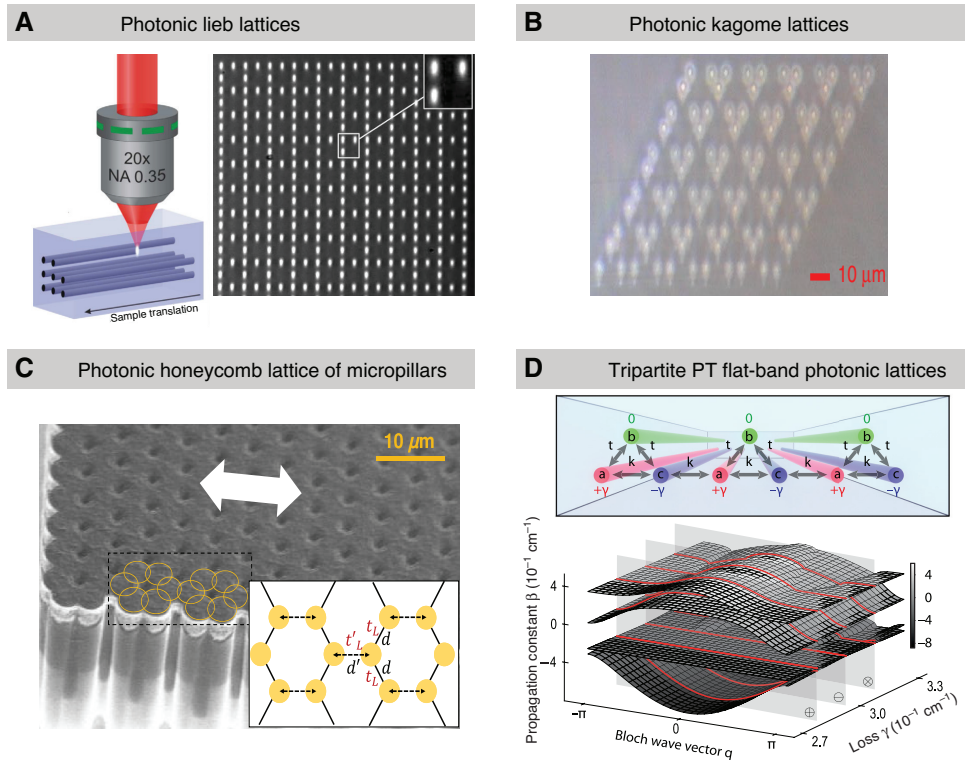 A Photonic lieb lattices
20x
NA 0.35
Sample translation
B Photonic kagome lattices
10 μm
C Photonic honeycomb lattice of micropillars
10 μm
t'L
tL
d
d'
d
tL
D Tripartite PT flat-band photonic lattices
0 0 0
b b b
t t t t t t
k k k k k
a c a c a c
+γ −γ +γ −γ +γ −γ
Propagation constant β (10⁻¹ cm⁻¹)
4
0
−4
4
0
−4
−8
−π 0 π
Bloch wave vector q
2.7 3.0 3.3
Loss γ (10⁻¹ cm⁻¹)